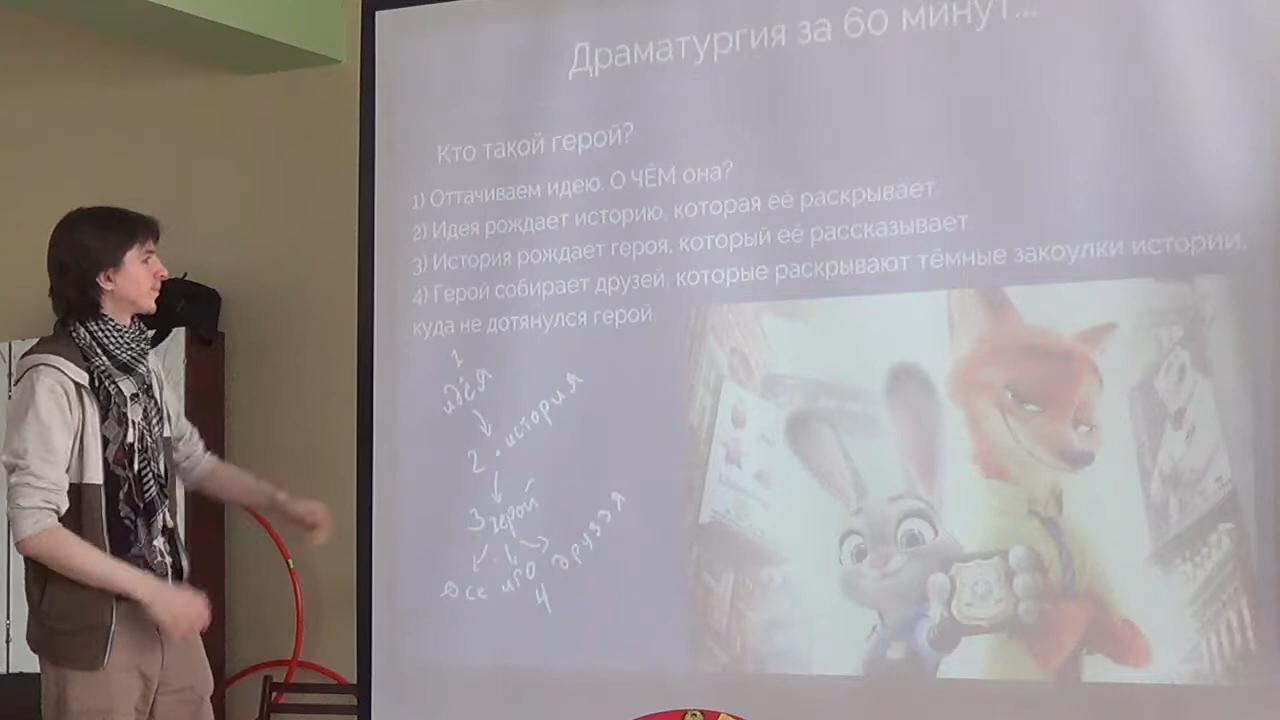 Драматургия за 60 минут...
Кто такой герой?
1) Оттачиваем идею. О ЧЁМ она?
2) Идея рождает историю, которая её раскрывает.
3) История рождает героя, который её рассказывает.
4) Герой собирает друзей, которые раскрывают тёмные закоулки истории,
куда не дотянулся герой.
1
идея
2. история
3 герой
все его друзья
4